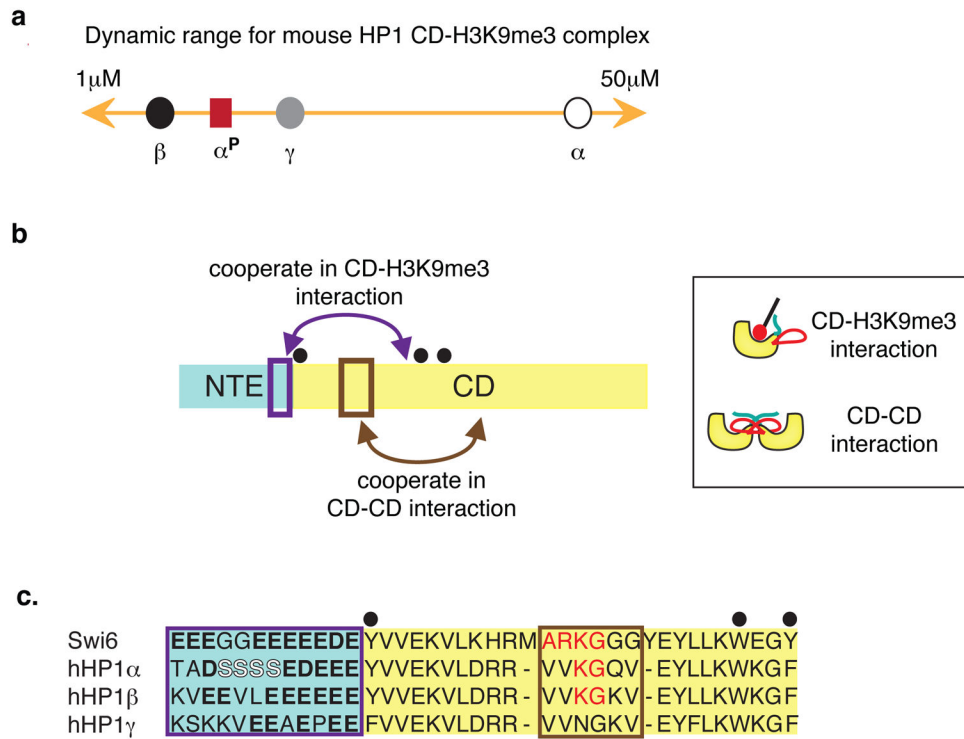 a
Dynamic range for mouse HP1 CD-H3K9me3 complex
1μM
50μM
β
αᴾ
γ
α
b
cooperate in CD-H3K9me3
interaction
NTE
CD
cooperate in
CD-CD interaction
CD-H3K9me3
interaction
CD-CD
interaction
c.
Swi6 EEEGGEEEEEEDEYVVEKVLKHRMARKGGGYEYLLKWEGY
hHP1α TADSSSSEDEEEYVVEKVLDRR-VVKGQV-EYLLKWKGF
hHP1β KVEEVLEEEEEEYVVEKVLDRR-VVKGKV-EYLLKWKGF
hHP1γ KSKKVEEAEPEEFVVEKVLDRR-VVNGKV-EYFLKWKGF